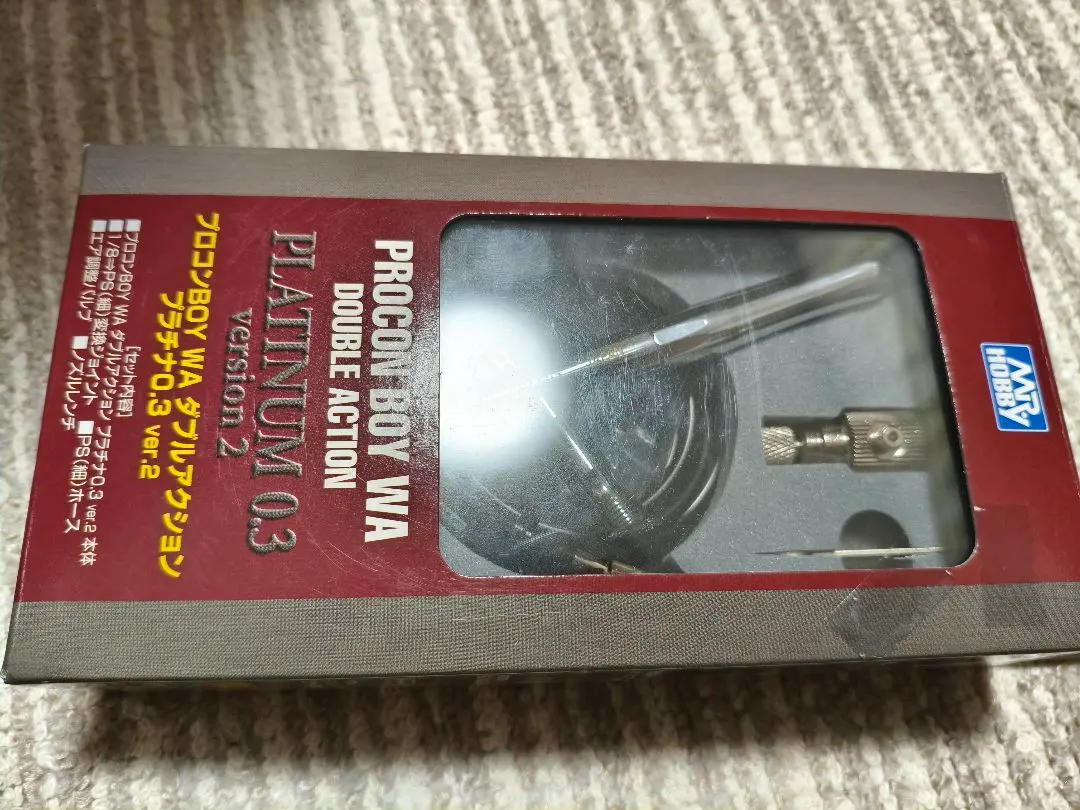 MR.
HOBBY
PROCON BOY WA
DOUBLE ACTION
PLATINUM 0.3
version 2
プロコンBOY WA ダブルアクション
プラチナ0.3 ver.2
[セット内容]
■プロコンBOY WA ダブルアクション プラチナ0.3 ver.2 本体
■1/8⇒PS(細)変換ジョイント ■PS(細)ホース
■エア調整バルブ ■ノズルレンチ